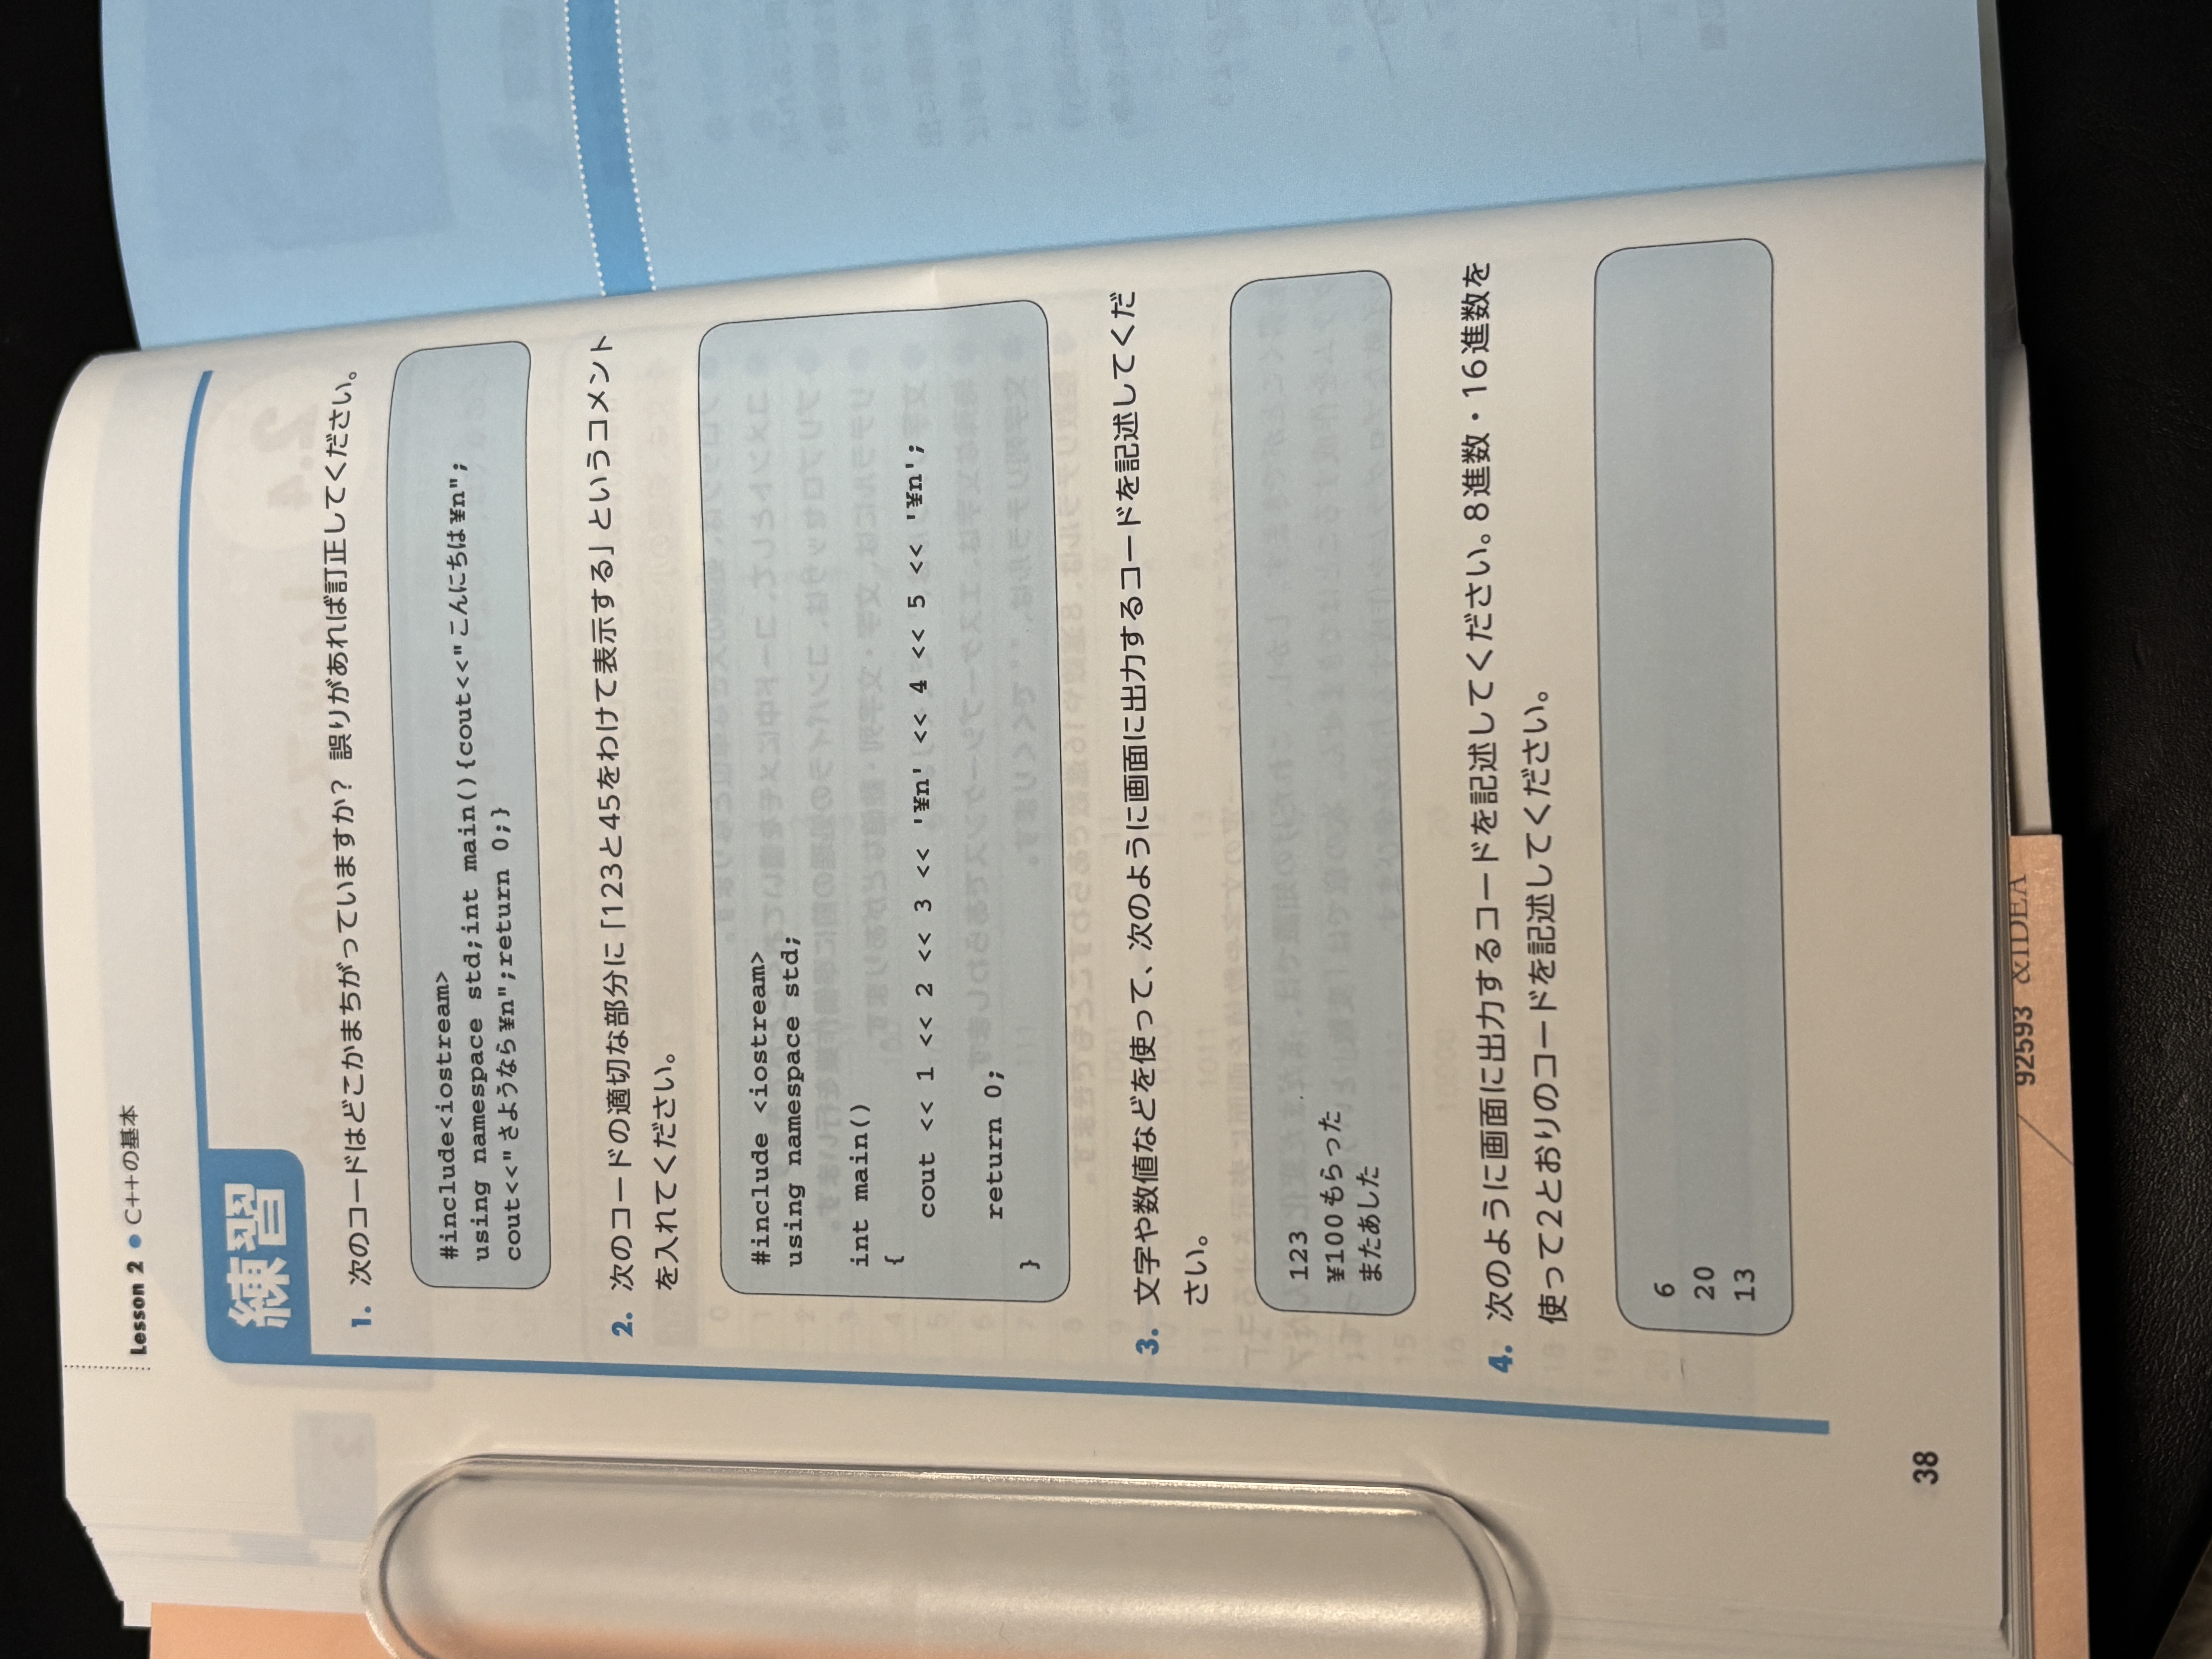 Lesson 2 ● C++の基本
練習
1. 次のコードはどこかまちがっていますか? 誤りがあれば訂正してください。
#include<iostream>
using namespace std;int main(){cout<<"こんにちは¥n";
cout<<"さようなら¥n";return 0;}
2. 次のコードの適切な部分に「123と45をわけて表示する」というコメント
を入れてください。
#include <iostream>
using namespace std;
int main()
{
cout << 1 << 2 << 3 << '¥n' << 4 << 5 << '¥n';
return 0;
}
3. 文字や数値などを使って、次のように画面に出力するコードを記述してくだ
さい。
123
¥100もらった
またあした
4. 次のように画面に出力するコードを記述してください。8進数・16進数を
使って2とおりのコードを記述してください。
6
20
13
38
92593 &IDEA